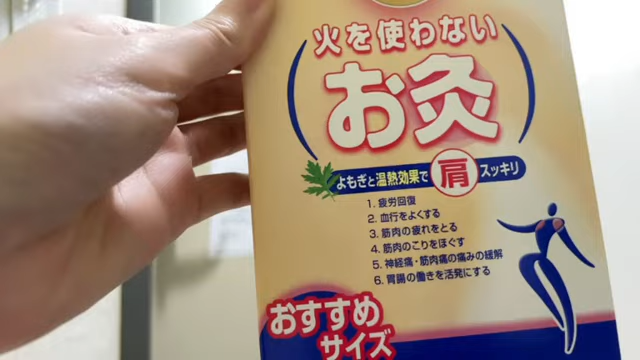 火を使わない
お灸
よもぎと温熱効果で肩スッキリ
1. 疲労回復
2. 血行をよくする
3. 筋肉の疲れをとる
4. 筋肉のこりをほぐす
5. 神経痛・筋肉痛の痛みの緩解
6. 胃腸の働きを活発にする
おすすめ
サイズ